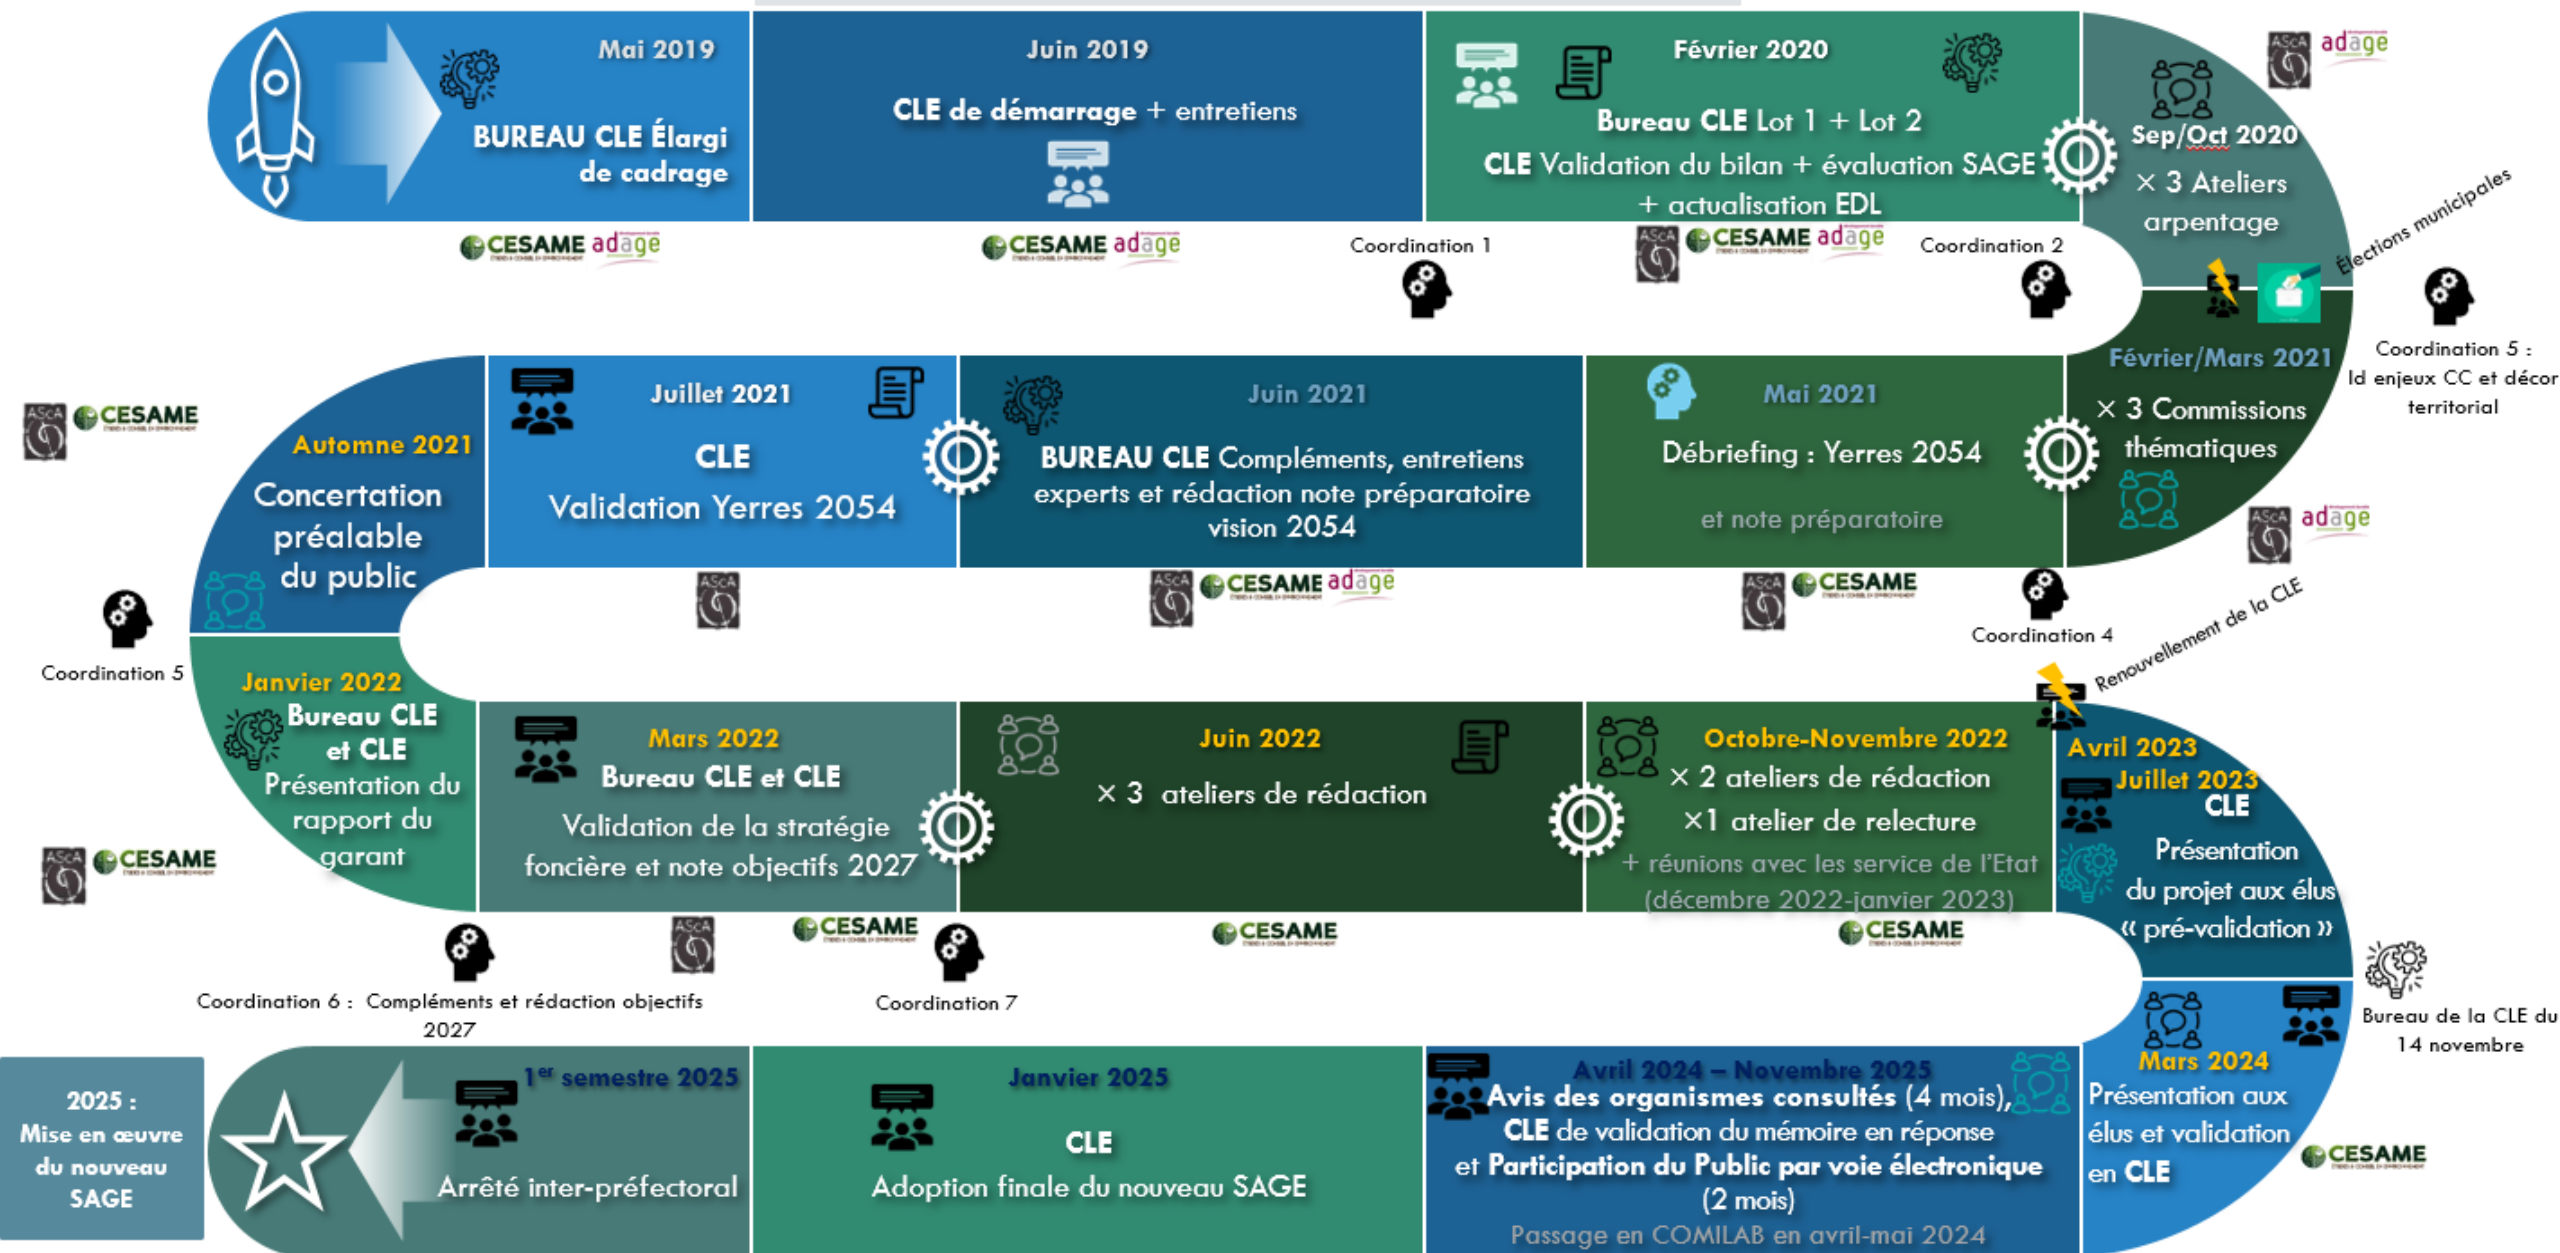 Mai 2019
BUREAU CLE Élargi
de cadrage
CESAME adage
Juin 2019
CLE de démarrage + entretiens
CESAME adage
Coordination 1
Février 2020
Bureau CLE Lot 1 + Lot 2
CLE Validation du bilan + évaluation SAGE
+ actualisation EDL
AScA CESAME adage
Coordination 2
AScA adage
Sep/Oct 2020
× 3 Ateliers
arpentage
Élections municipales
Coordination 5 :
Id enjeux CC et décor
territorial
Février/Mars 2021
× 3 Commissions
thématiques
AScA adage
Mai 2021
Débriefing : Yerres 2054
et note préparatoire
AScA CESAME
Coordination 4
Juin 2021
BUREAU CLE Compléments, entretiens
experts et rédaction note préparatoire
vision 2054
AScA CESAME adage
Juillet 2021
CLE
Validation Yerres 2054
AScA
AScA CESAME
Automne 2021
Concertation
préalable
du public
Coordination 5
Janvier 2022
Bureau CLE
et CLE
Présentation du
rapport du
garant
AScA CESAME
Coordination 6 : Compléments et rédaction objectifs
2027
Mars 2022
Bureau CLE et CLE
Validation de la stratégie
foncière et note objectifs 2027
AScA CESAME
Coordination 7
Juin 2022
× 3 ateliers de rédaction
CESAME
Octobre-Novembre 2022
× 2 ateliers de rédaction
×1 atelier de relecture
+ réunions avec les service de l'Etat
(décembre 2022-janvier 2023)
CESAME
Renouvellement de la CLE
Avril 2023
Juillet 2023
CLE
Présentation
du projet aux élus
« pré-validation »
Bureau de la CLE du
14 novembre
Mars 2024
Présentation aux
élus et validation
en CLE
CESAME
Avril 2024 – Novembre 2025
Avis des organismes consultés (4 mois),
CLE de validation du mémoire en réponse
et Participation du Public par voie électronique
(2 mois)
Passage en COMILAB en avril-mai 2024
Janvier 2025
CLE
Adoption finale du nouveau SAGE
1er semestre 2025
Arrêté inter-préfectoral
2025 :
Mise en œuvre
du nouveau
SAGE